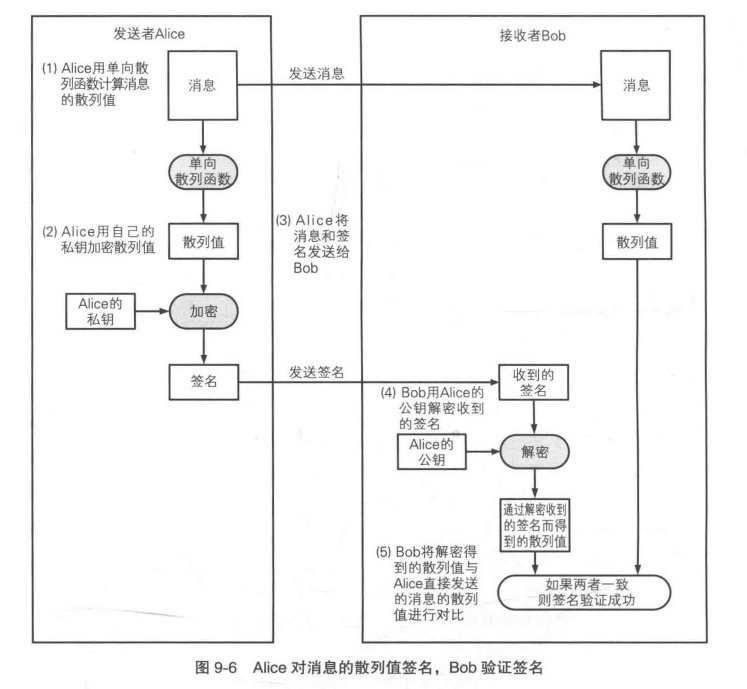 发送者Alice
接收者Bob
(1) Alice用单向散
列函数计算消息
的散列值
消息
发送消息
消息
单向
散列函数
单向
散列函数
(2) Alice用自己的
私钥加密散列值
散列值
(3) Alice将
消息和签
名发送给
Bob
散列值
Alice的
私钥
加密
签名
发送签名
收到的
签名
(4) Bob用Alice的
公钥解密收到
的签名
Alice的
公钥
解密
通过解密收到
的签名而得
到的散列值
(5) Bob将解密得
到的散列值与
Alice直接发送
的消息的散列
值进行对比
如果两者一致
则签名验证成功
图 9-6 Alice 对消息的散列值签名，Bob 验证签名